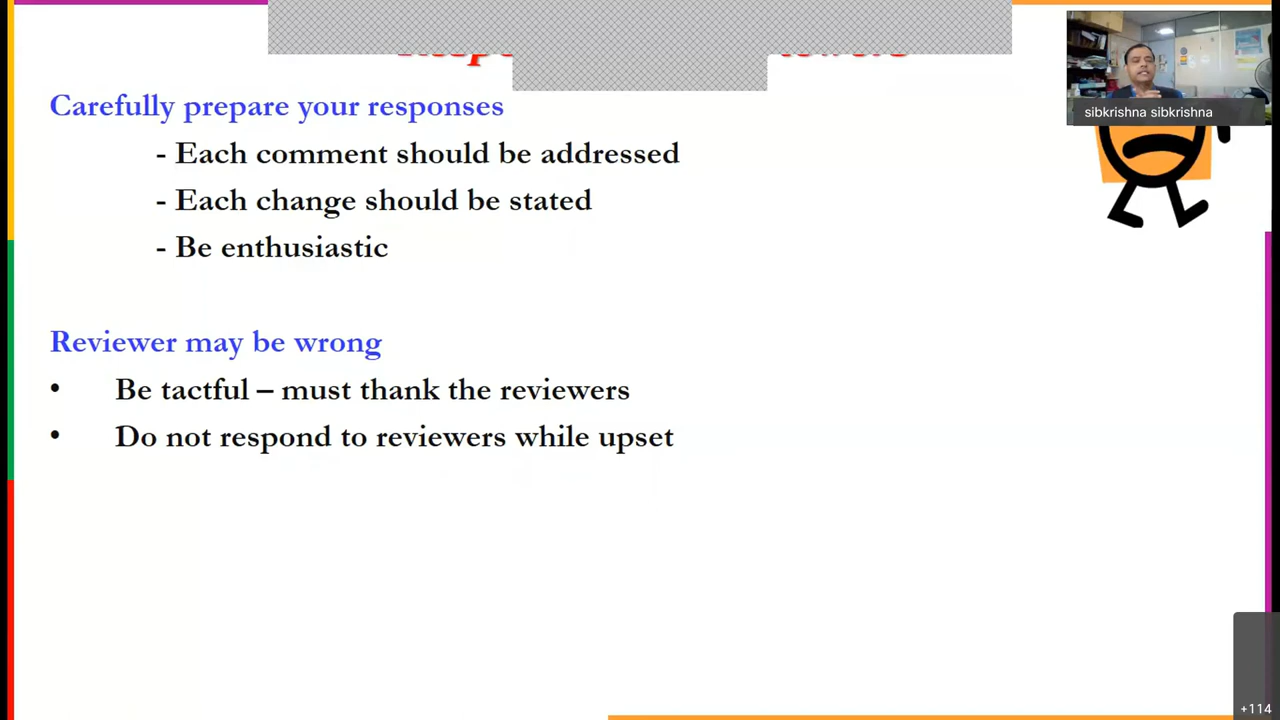 sibkrishna sibkrishna
Carefully prepare your responses
- Each comment should be addressed
- Each change should be stated
- Be enthusiastic
Reviewer may be wrong
• Be tactful – must thank the reviewers
• Do not respond to reviewers while upset
+114